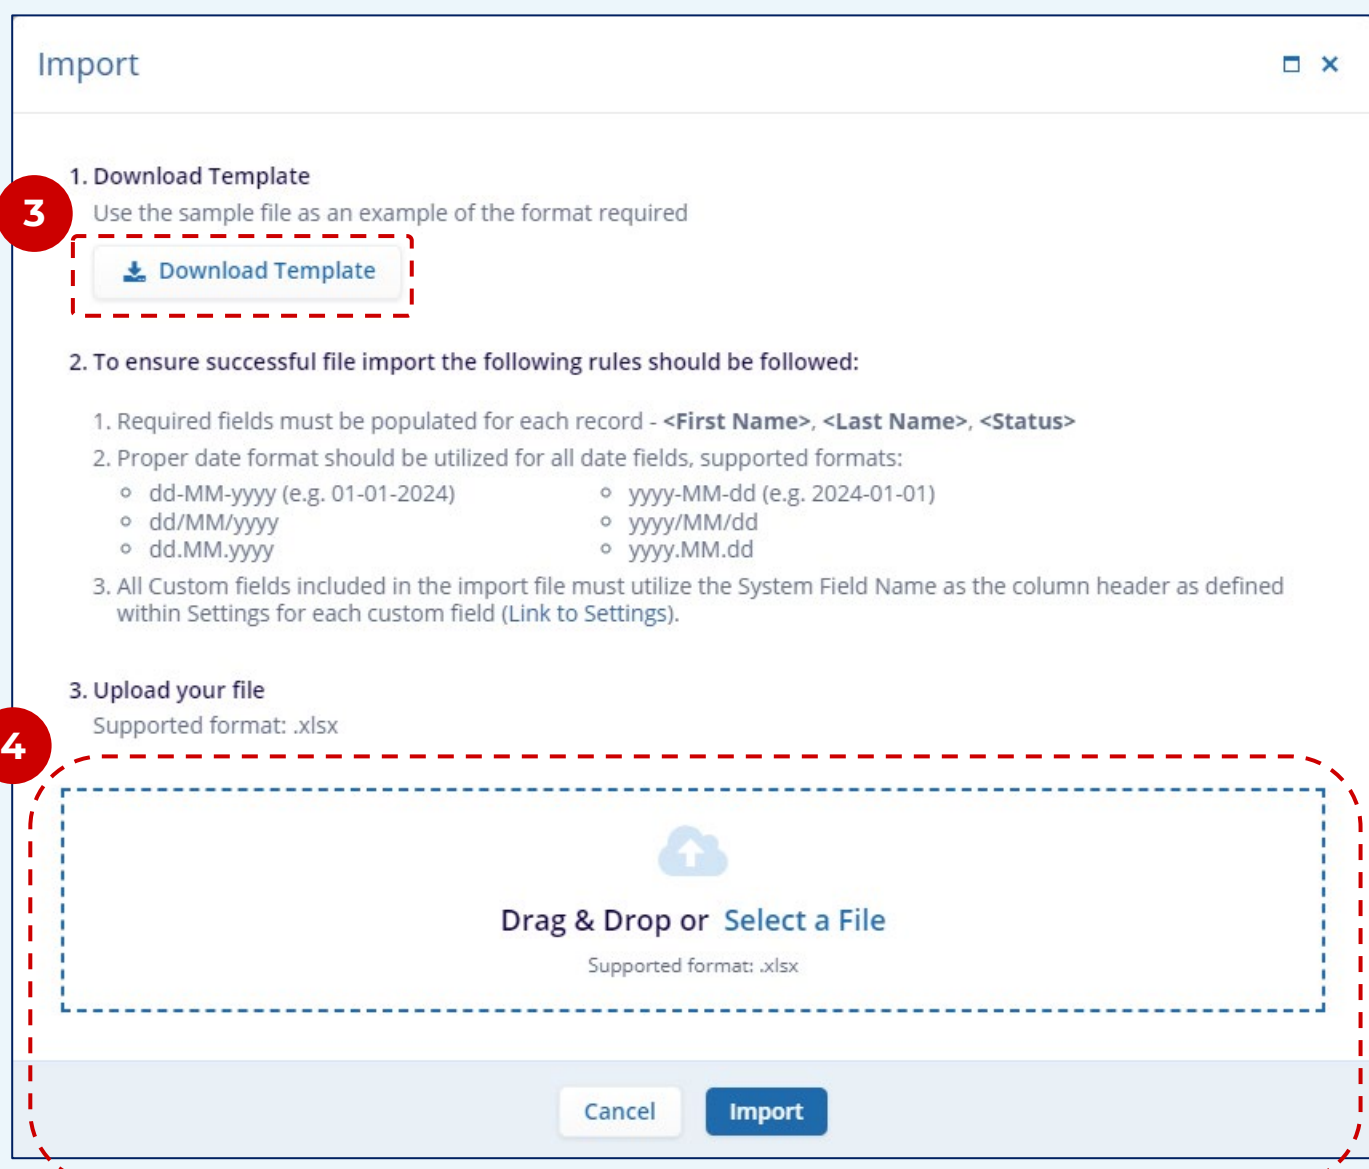 Import
1. Download Template
3
Use the sample file as an example of the format required
Download Template
2. To ensure successful file import the following rules should be followed:
1. Required fields must be populated for each record - <First Name>, <Last Name>, <Status>
2. Proper date format should be utilized for all date fields, supported formats:
dd-MM-yyyy (e.g. 01-01-2024)
dd/MM/yyyy
dd.MM.yyyy
yyyy-MM-dd (e.g. 2024-01-01)
yyyy/MM/dd
yyyy.MM.dd
3. All Custom fields included in the import file must utilize the System Field Name as the column header as defined
within Settings for each custom field (Link to Settings).
3. Upload your file
Supported format: .xlsx
4
Drag & Drop or Select a File
Supported format: .xlsx
Cancel
Import